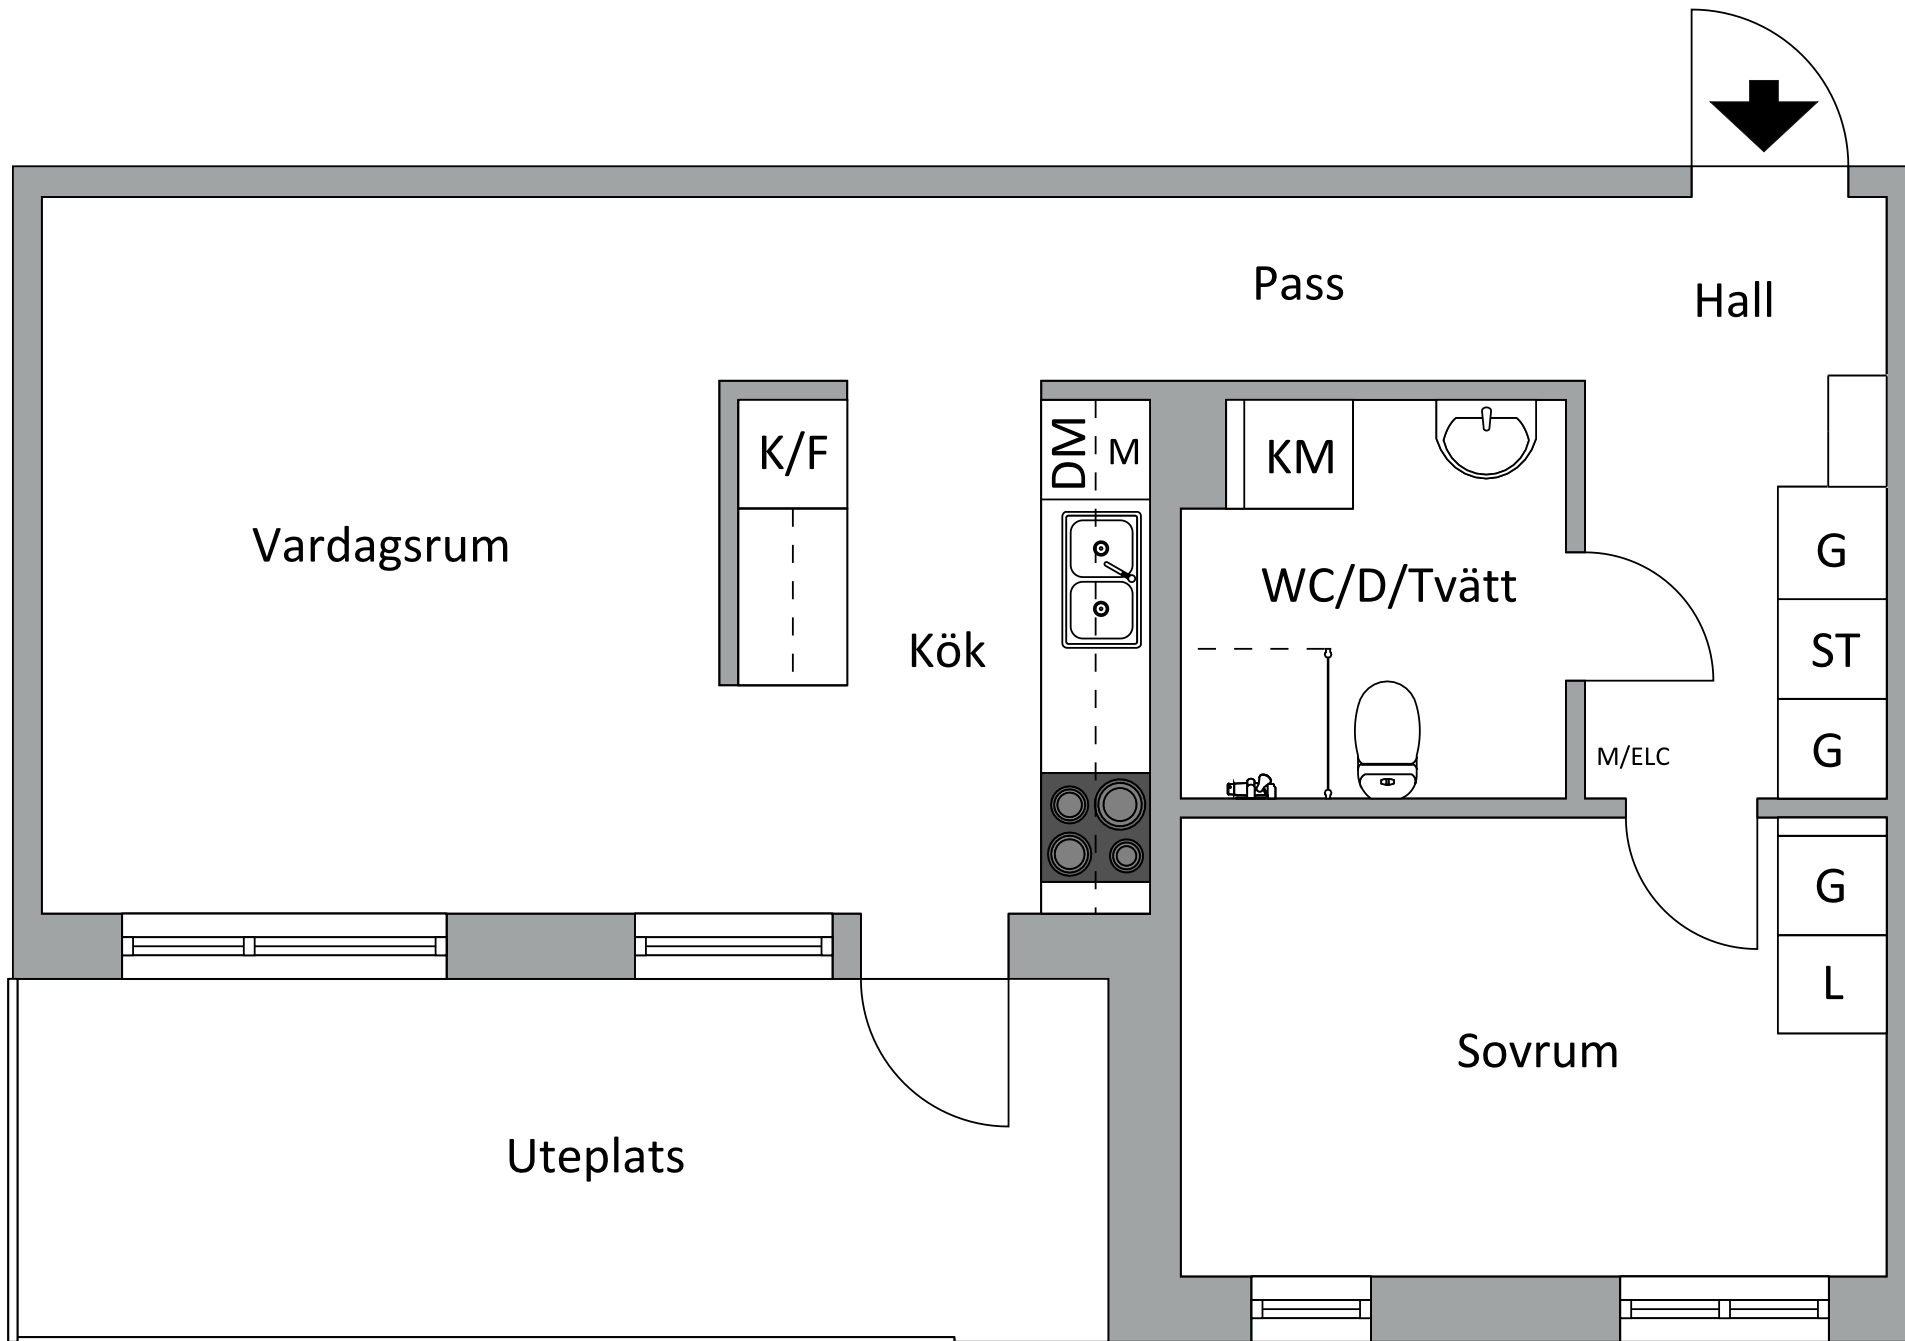 Pass
Hall
K/F
DM
M
KM
Vardagsrum
G
WC/D/Tvätt
Kök
ST
G
M/ELC
G
L
Sovrum
Uteplats